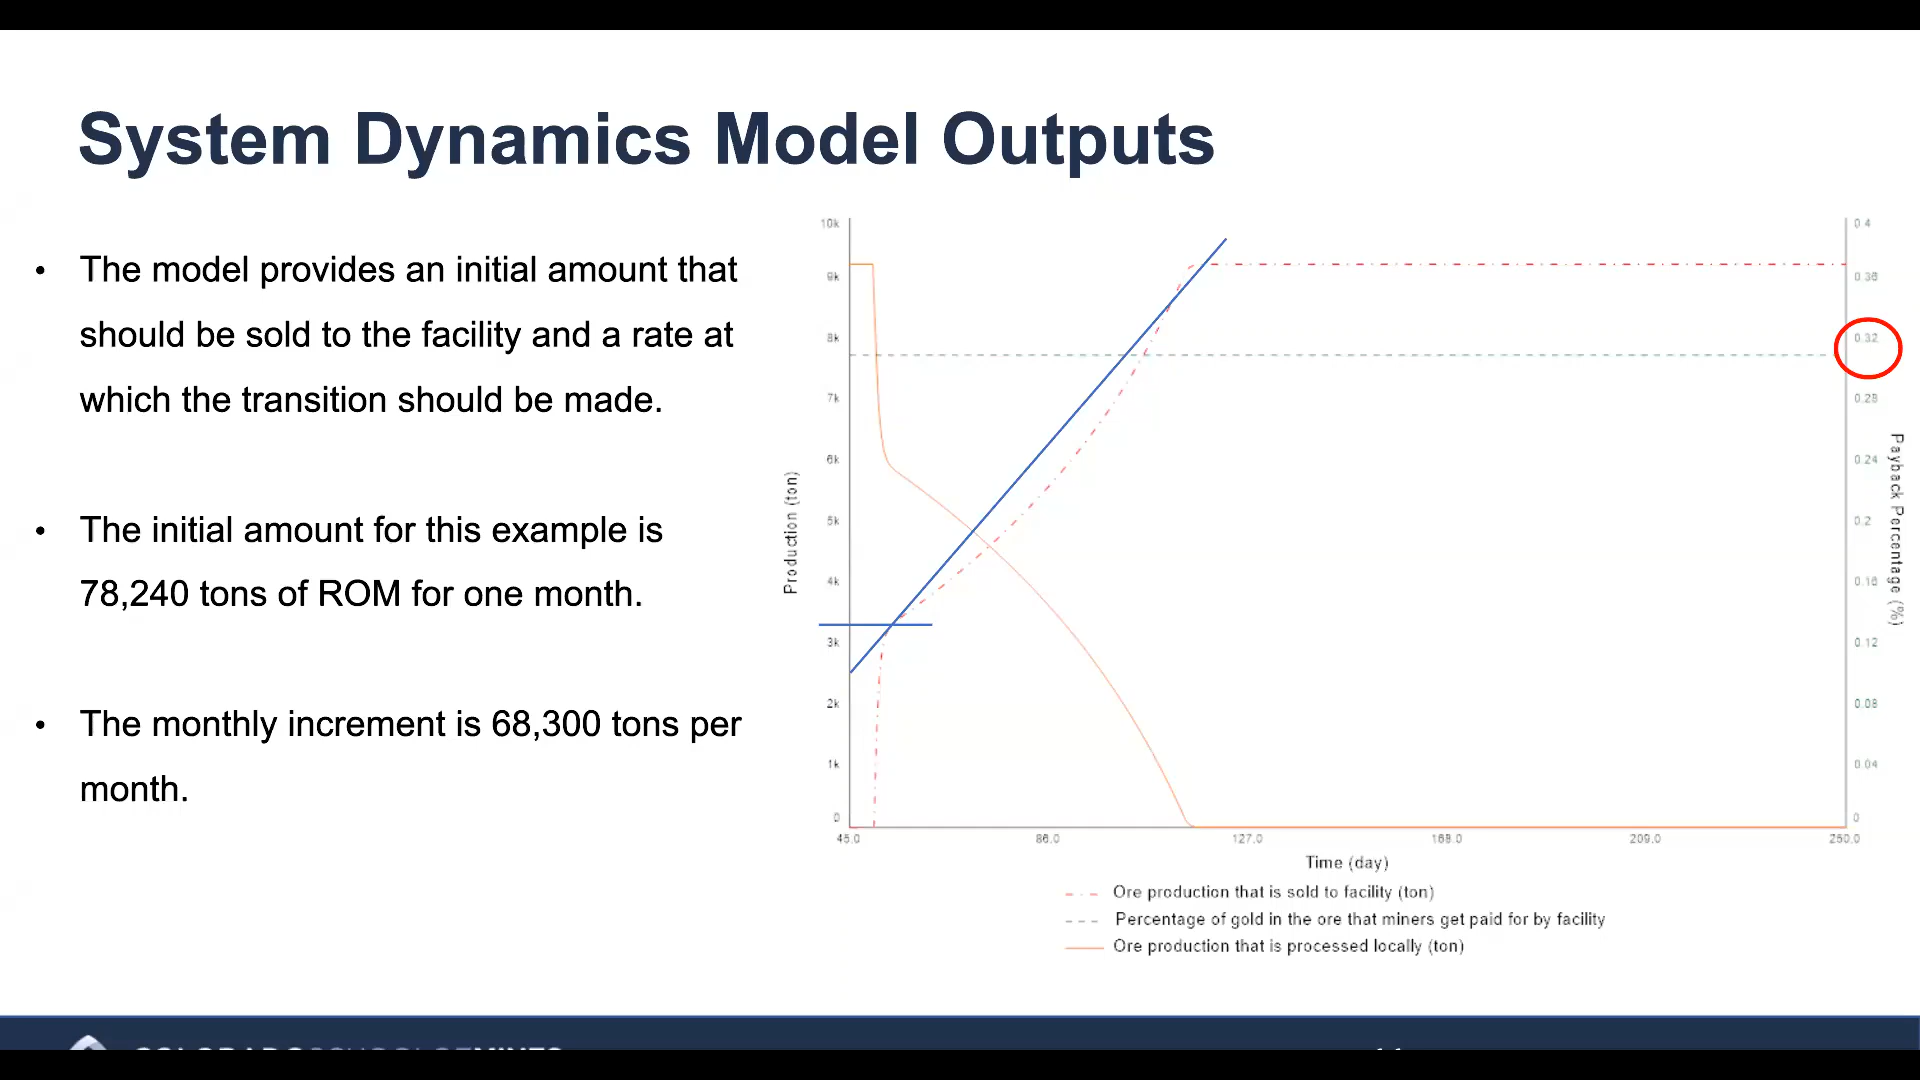 System Dynamics Model Outputs
• The model provides an initial amount that
should be sold to the facility and a rate at
which the transition should be made.
• The initial amount for this example is
78,240 tons of ROM for one month.
• The monthly increment is 68,300 tons per
month.
10k
9k
8k
7k
6k
5k
4k
3k
2k
1k
0
Production (ton)
0.4
0.36
0.32
0.28
0.24
0.2
0.16
0.12
0.08
0.04
0
Payback Percentage (%)
45.0 86.0 127.0 168.0 209.0 250.0
Time (day)
Ore production that is sold to facility (ton)
Percentage of gold in the ore that miners get paid for by facility
Ore production that is processed locally (ton)